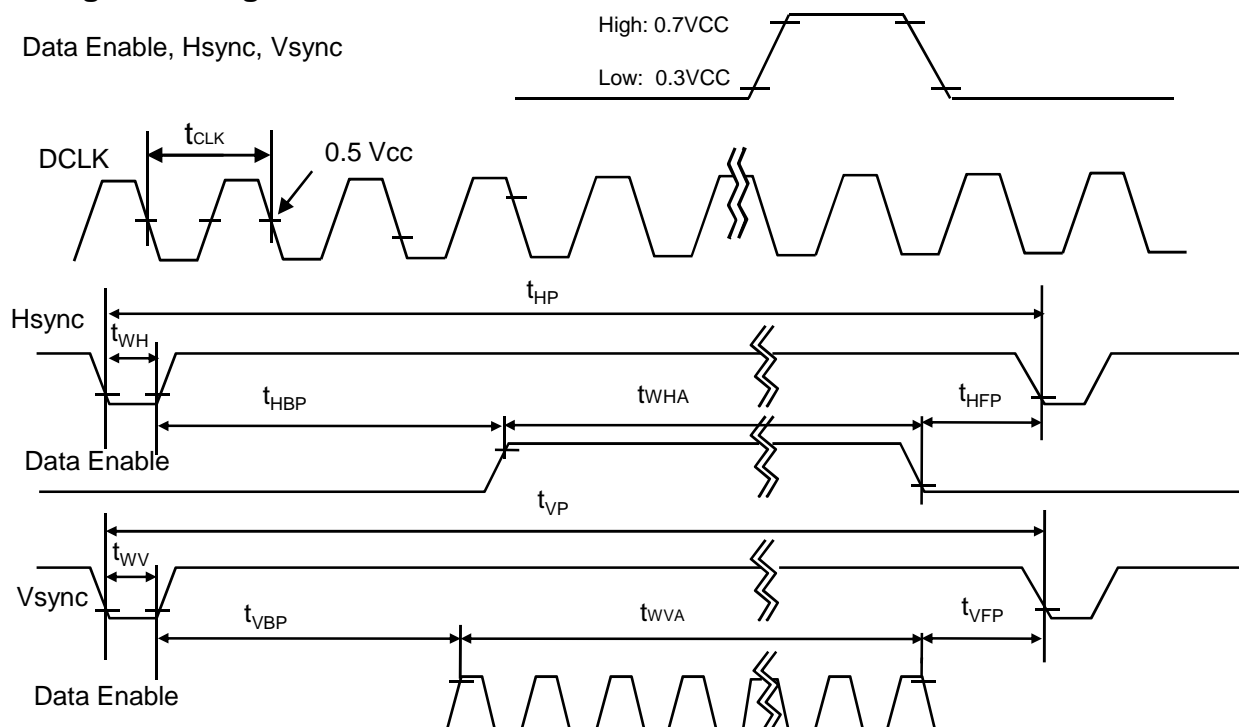 Data Enable, Hsync, Vsync
High: 0.7VCC
Low: 0.3VCC
tCLK
DCLK
0.5 Vcc
tHP
Hsync
tWH
tHBP
tWHA
tHFP
Data Enable
tVP
tWV
Vsync
tVBP
tWVA
tVFP
Data Enable